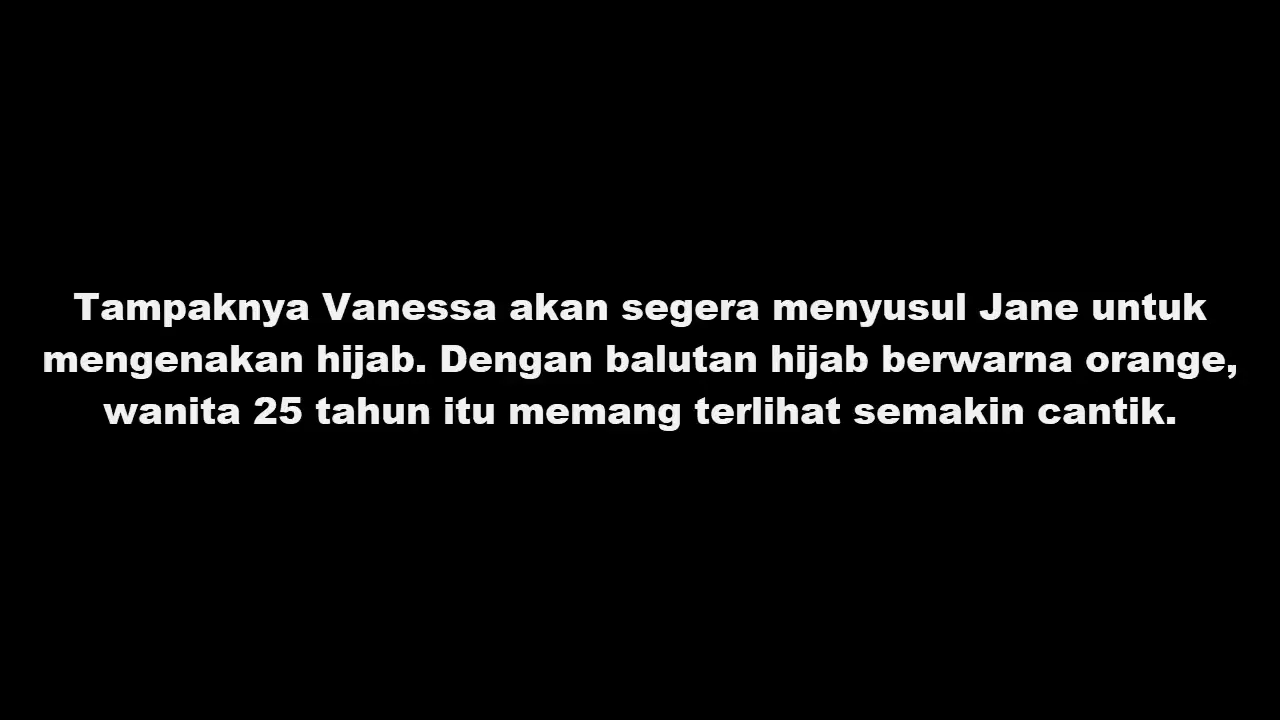 Tampaknya Vanessa akan segera menyusul Jane untuk
mengenakan hijab. Dengan balutan hijab berwarna orange,
wanita 25 tahun itu memang terlihat semakin cantik.